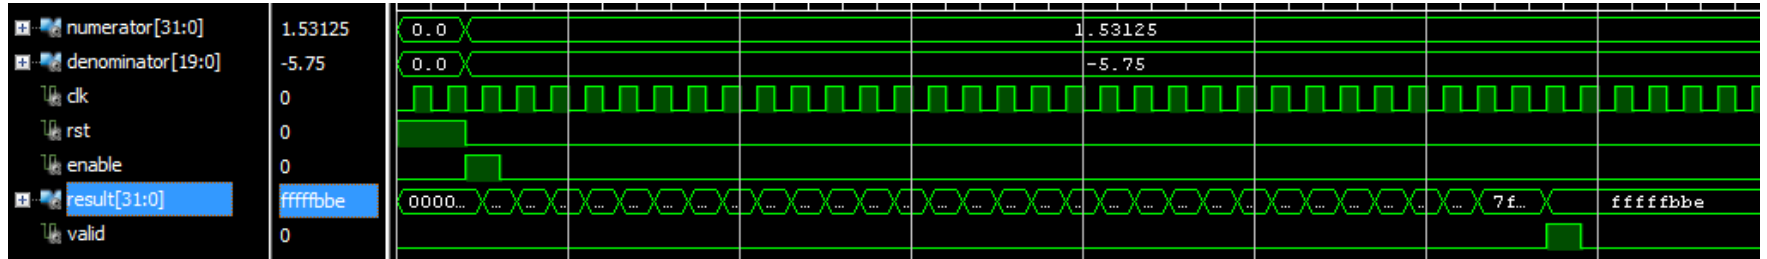 numerator[31:0] 1.53125 0.0 1.53125
denominator[19:0] -5.75 0.0 -5.75
clk 0
rst 0
enable 0
result[31:0] fffffbbe 0000... ... ... .. ... ... ... ... .. ... ... ... ... .. ... ... ... ... .. ... ... ... ... .. ... ... ... ... .. ... 7f... fffffbbe
valid 0